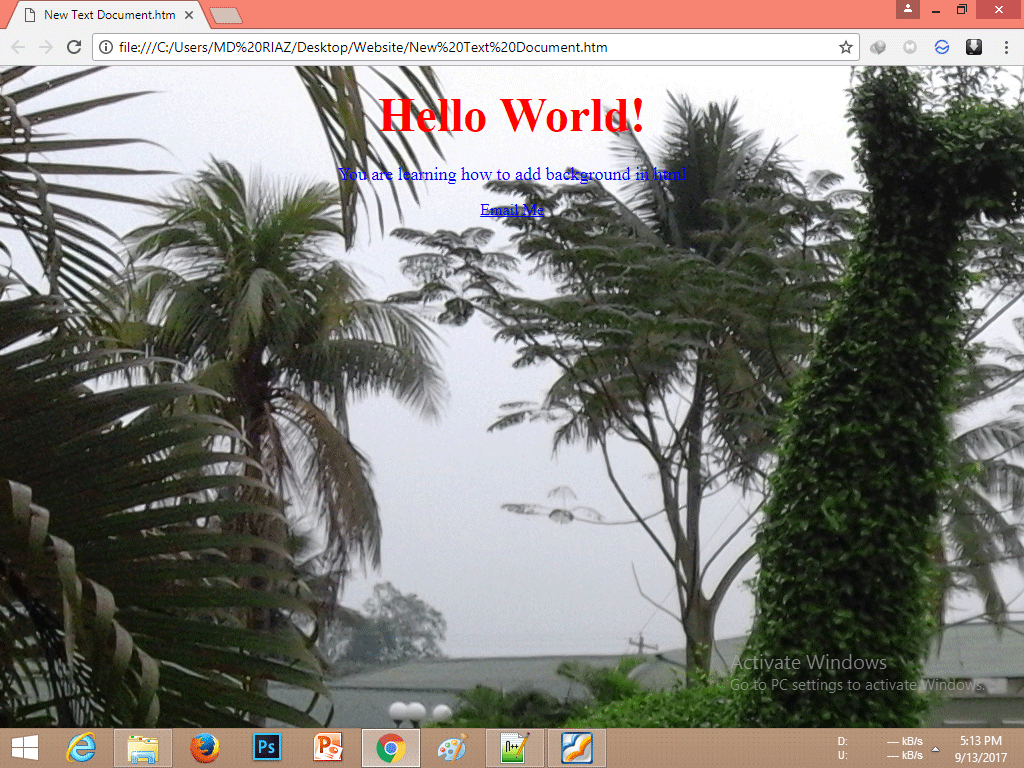 New Text Document.htm
file:///C:/Users/MD%20RIAZ/Desktop/Website/New%20Text%20Document.htm
Hello World!
You are learning how to add background in html
Email Me
Activate Windows
Go to PC settings to activate Windows.
Ps
P
n++
D: — kB/s
U: — kB/s
5:13 PM
9/13/2017